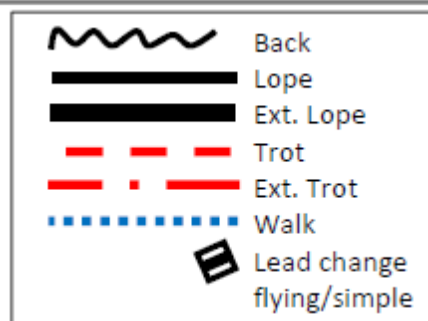 Back
Lope
Ext. Lope
Trot
Ext. Trot
Walk
Lead change
flying/simple